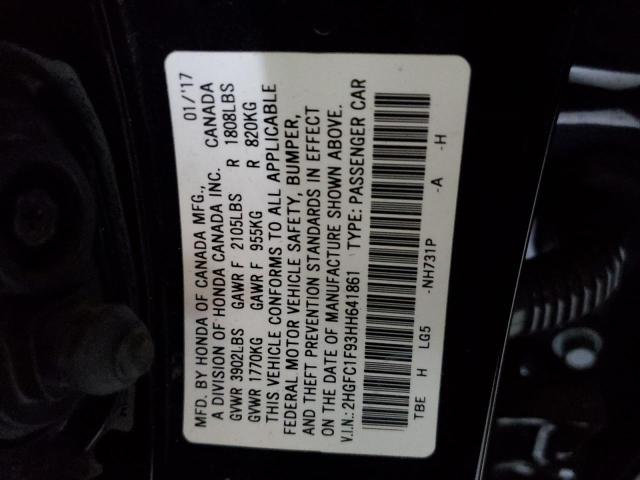 MFD. BY HONDA OF CANADA MFG., 01/'17
A DIVISION OF HONDA CANADA INC. CANADA
GVWR 3902LBS GAWR F 2105LBS R 1808LBS
GVWR 1770KG GAWR F 955KG R 820KG
THIS VEHICLE CONFORMS TO ALL APPLICABLE
FEDERAL MOTOR VEHICLE SAFETY, BUMPER,
AND THEFT PREVENTION STANDARDS IN EFFECT
ON THE DATE OF MANUFACTURE SHOWN ABOVE.
V.I.N.:2HGFC1F93HH641861 TYPE: PASSENGER CAR
TBE H LG5 -NH731P -A -H